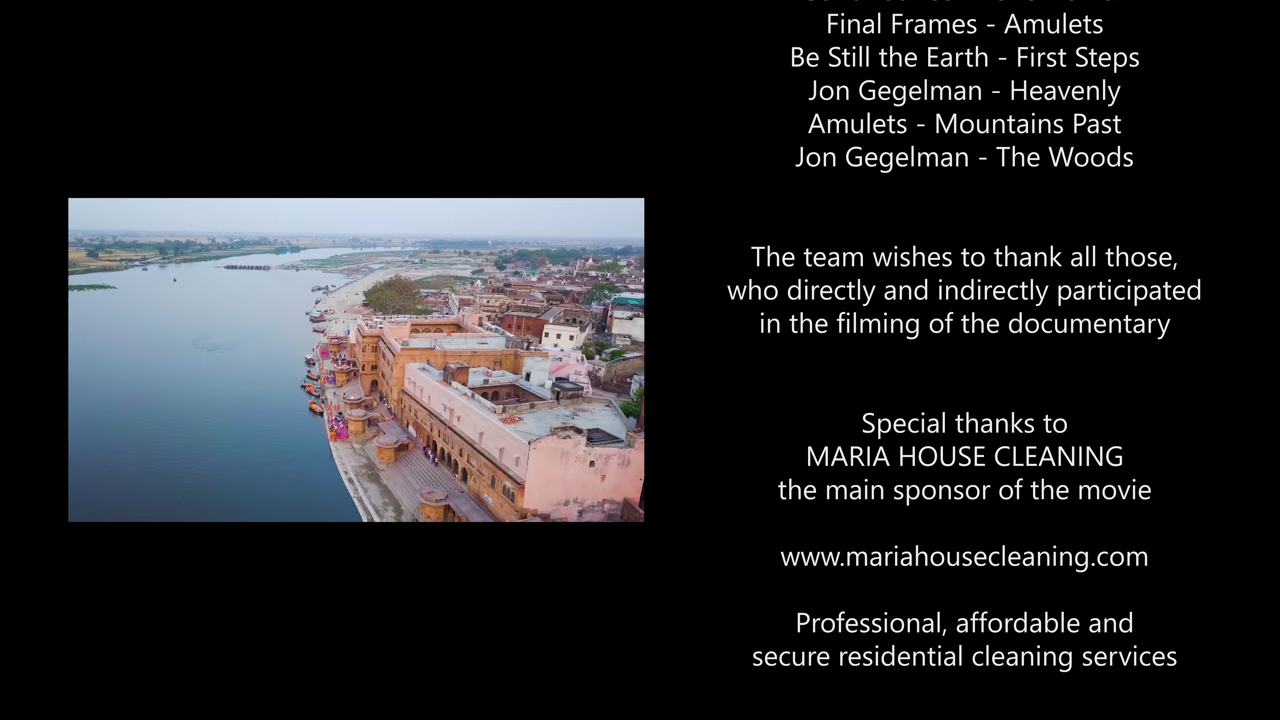 Final Frames - Amulets
Be Still the Earth - First Steps
Jon Gegelman - Heavenly
Amulets - Mountains Past
Jon Gegelman - The Woods
The team wishes to thank all those,
who directly and indirectly participated
in the filming of the documentary
Special thanks to
MARIA HOUSE CLEANING
the main sponsor of the movie
www.mariahousecleaning.com
Professional, affordable and
secure residential cleaning services